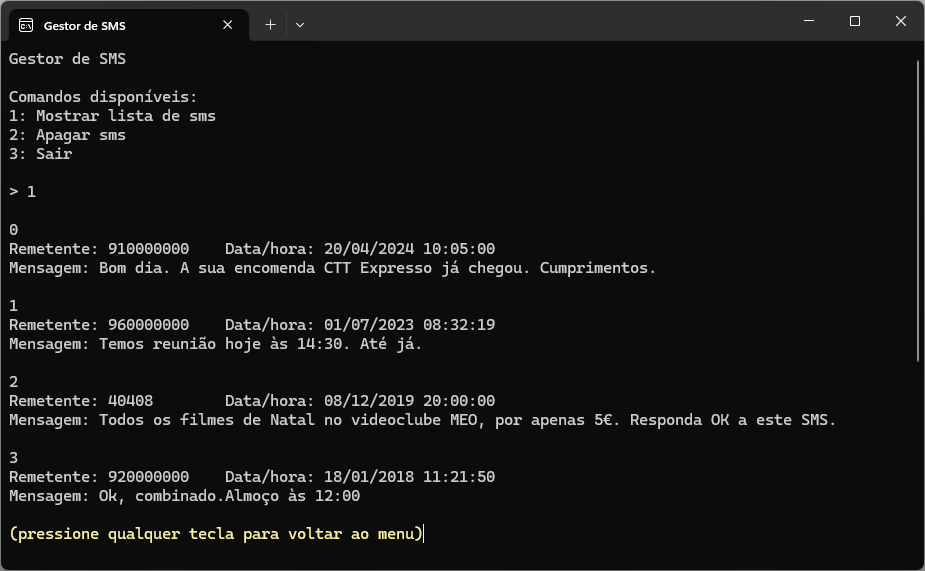 Gestor de SMS
Gestor de SMS
Comandos disponíveis:
1: Mostrar lista de sms
2: Apagar sms
3: Sair
> 1
0
Remetente: 910000000    Data/hora: 20/04/2024 10:05:00
Mensagem: Bom dia. A sua encomenda CTT Expresso já chegou. Cumprimentos.
1
Remetente: 960000000    Data/hora: 01/07/2023 08:32:19
Mensagem: Temos reunião hoje às 14:30. Até já.
2
Remetente: 40408        Data/hora: 08/12/2019 20:00:00
Mensagem: Todos os filmes de Natal no videoclube MEO, por apenas 5€. Responda OK a este SMS.
3
Remetente: 920000000    Data/hora: 18/01/2018 11:21:50
Mensagem: Ok, combinado.Almoço às 12:00
(pressione qualquer tecla para voltar ao menu)